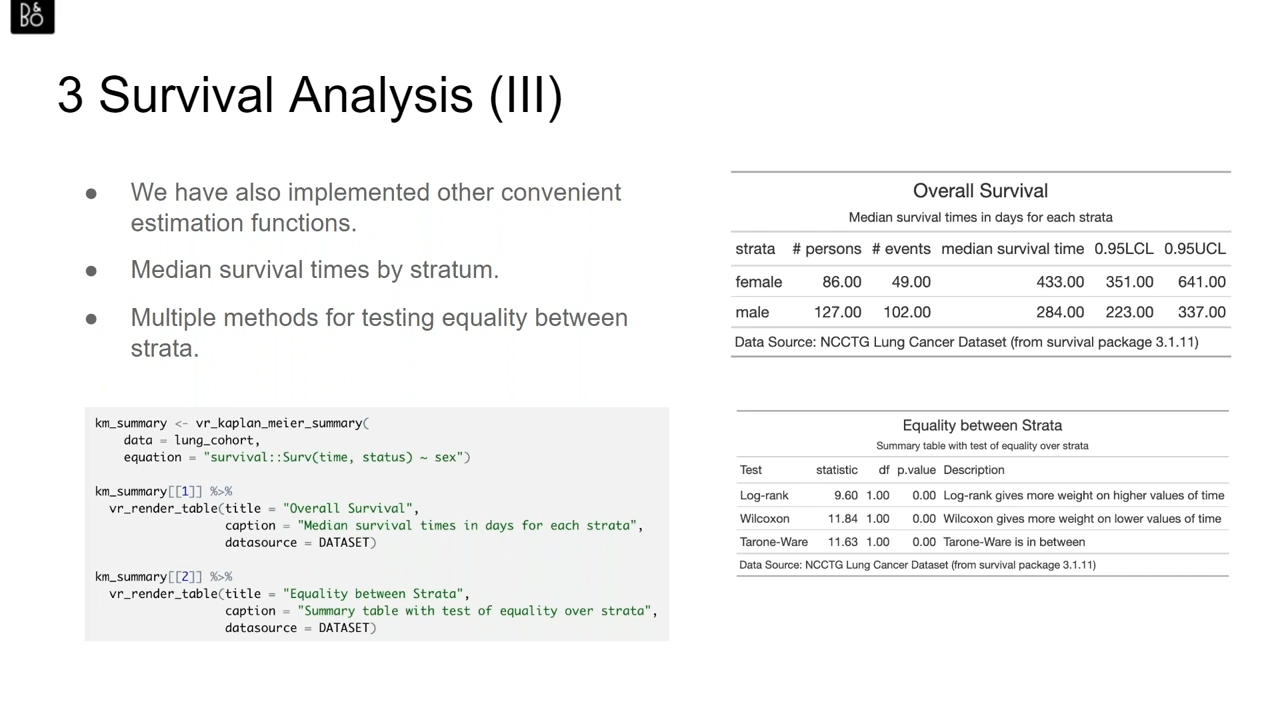 B&O
3 Survival Analysis (III)
● We have also implemented other convenient
estimation functions.
● Median survival times by stratum.
● Multiple methods for testing equality between
strata.
km_summary <- vr_kaplan_meier_summary(
    data = lung_cohort,
    equation = "survival::Surv(time, status) ~ sex")
km_summary[[1]] %>%
  vr_render_table(title = "Overall Survival",
                  caption = "Median survival times in days for each strata",
                  datasource = DATASET)
km_summary[[2]] %>%
  vr_render_table(title = "Equality between Strata",
                  caption = "Summary table with test of equality over strata",
                  datasource = DATASET)
Overall Survival
Median survival times in days for each strata
strata # persons # events median survival time 0.95LCL 0.95UCL
female 86.00 49.00 433.00 351.00 641.00
male 127.00 102.00 284.00 223.00 337.00
Data Source: NCCTG Lung Cancer Dataset (from survival package 3.1.11)
Equality between Strata
Summary table with test of equality over strata
Test statistic df p.value Description
Log-rank 9.60 1.00 0.00 Log-rank gives more weight on higher values of time
Wilcoxon 11.84 1.00 0.00 Wilcoxon gives more weight on lower values of time
Tarone-Ware 11.63 1.00 0.00 Tarone-Ware is in between
Data Source: NCCTG Lung Cancer Dataset (from survival package 3.1.11)